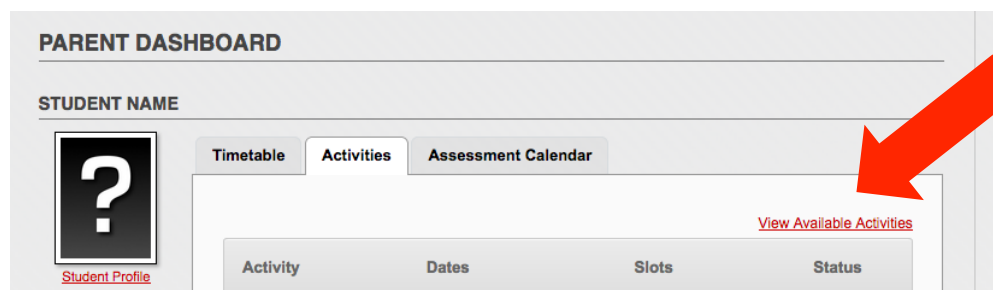 PARENT DASHBOARD
STUDENT NAME
Timetable Activities Assessment Calendar
?
View Available Activities
Student Profile
Activity Dates Slots Status